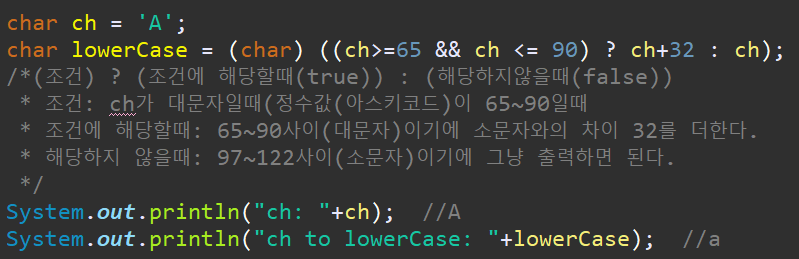 char ch = 'A';
char lowerCase = (char) ((ch>=65 && ch <= 90) ? ch+32 : ch);
/*(조건) ? (조건에 해당할때(true)) : (해당하지않을때(false))
 * 조건: ch가 대문자일때(정수값(아스키코드)이 65~90일때
 * 조건에 해당할때: 65~90사이(대문자)이기에 소문자와의 차이 32를 더한다.
 * 해당하지 않을때: 97~122사이(소문자)이기에 그냥 출력하면 된다.
 */
System.out.println("ch: "+ch);  //A
System.out.println("ch to lowerCase: "+lowerCase);  //a